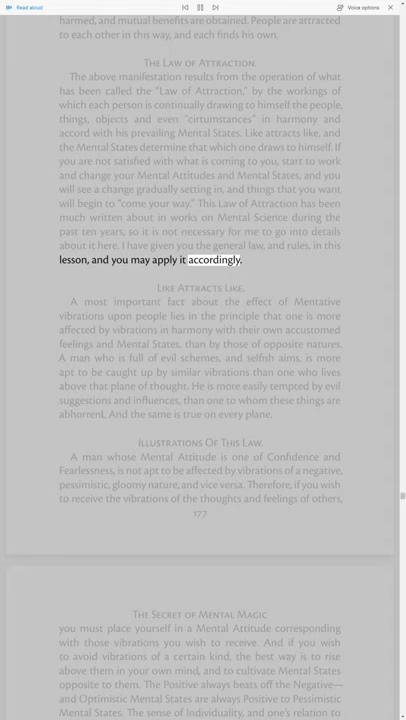 Read aloud
Voice options
harmed, and mutual benefits are obtained. People are attracted
to each other in this way, and each finds his own.
The Law of Attraction.
The above manifestation results from the operation of what
has been called the "Law of Attraction," by the workings of
which each person is continually drawing to himself the people,
things, objects and even "cirtumstances" in harmony and
accord with his prevailing Mental States. Like attracts like, and
the Mental States determine that which one draws to himself. If
you are not satisfied with what is coming to you, start to work
and change your Mental Attitudes and Mental States, and you
will see a change gradually setting in, and things that you want
will begin to "come your way." This Law of Attraction has been
much written about in works on Mental Science during the
past ten years, so it is not necessary for me to go into details
about it here. I have given you the general law, and rules, in this
lesson, and you may apply it accordingly.
Like Attracts Like.
A most important fact about the effect of Mentative
vibrations upon people lies in the principle that one is more
affected by vibrations in harmony with their own accustomed
feelings and Mental States, than by those of opposite natures.
A man who is full of evil schemes, and selfish aims, is more
apt to be caught up by similar vibrations than one who lives
above that plane of thought. He is more easily tempted by evil
suggestions and influences, than one to whom these things are
abhorrent. And the same is true on every plane.
Illustrations Of This Law.
A man whose Mental Attitude is one of Confidence and
Fearlessness, is not apt to be affected by vibrations of a negative,
pessimistic, gloomy nature, and vice versa. Therefore, if you wish
to receive the vibrations of the thoughts and feelings of others,
177
The Secret of Mental Magic
you must place yourself in a Mental Attitude corresponding
with those vibrations you wish to receive. And if you wish
to avoid vibrations of a certain kind, the best way is to rise
above them in your own mind, and to cultivate Mental States
opposite to them. The Positive always beats off the Negative—
and Optimistic Mental States are always Positive to Pessimistic
Mental States. The sense of Individuality, and one's relation to